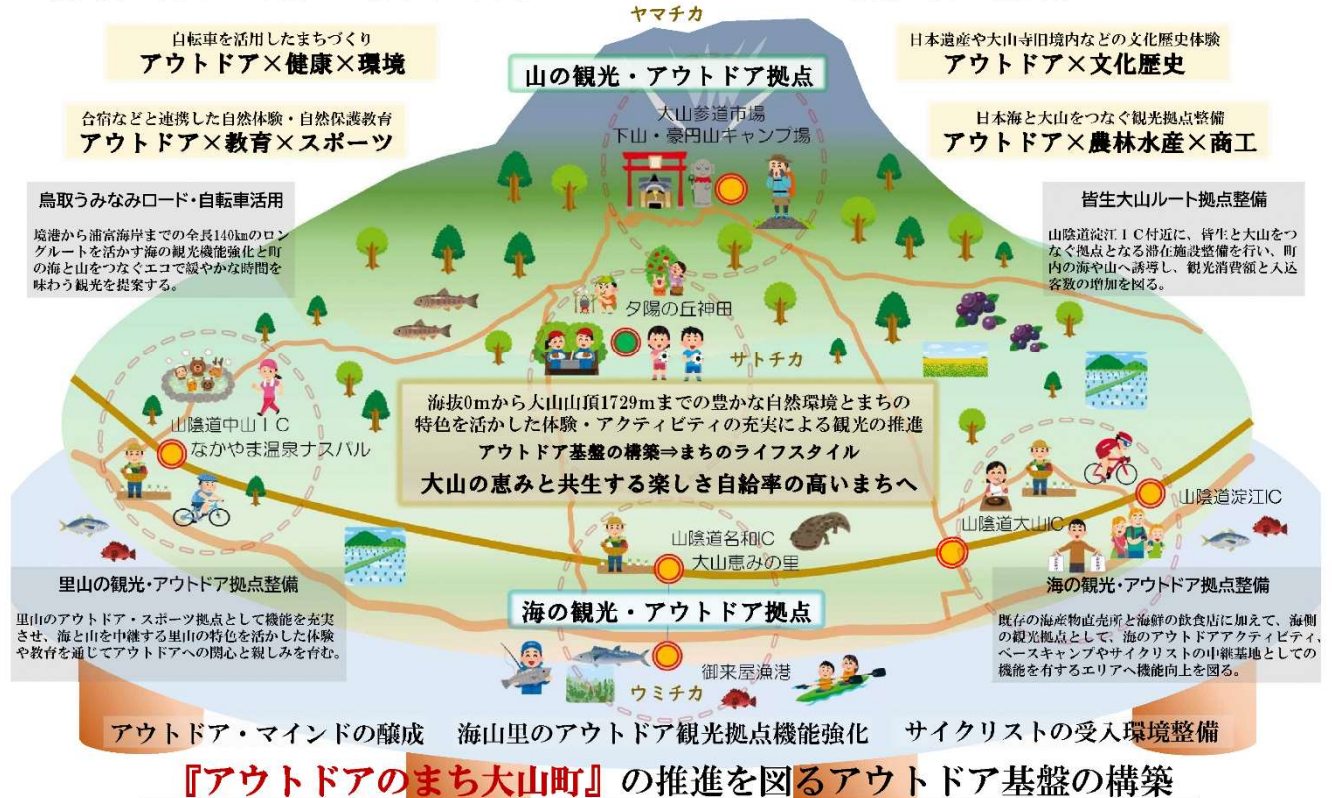 ヤマチカ
自転車を活用したまちづくり
アウトドア×健康×環境
日本遺産や大山寺旧境内などの文化歴史体験
アウトドア×文化歴史
山の観光・アウトドア拠点
大山参道市場
下山・豪円山キャンプ場
合宿などと連携した自然体験・自然保護教育
アウトドア×教育×スポーツ
日本海と大山をつなぐ観光拠点整備
アウトドア×農林水産×商工
鳥取うみなみロード・自転車活用
境港から浦富海岸までの全長140kmのロン
グルートを活かす海の観光機能強化と町
の海と山をつなぐエコで緩やかな時間を
味わう観光を提案する。
皆生大山ルート拠点整備
山陰道淀江IC付近に、皆生と大山をつ
なぐ拠点となる滞在施設整備を行い、町
内の海や山へ誘導し、観光消費額と入込
客数の増加を図る。
夕陽の丘神田
サトチカ
海抜0mから大山山頂1729mまでの豊かな自然環境とまちの
特色を活かした体験・アクティビティの充実による観光の推進
アウトドア基盤の構築⇒まちのライフスタイル
大山の恵みと共生する楽しさ自給率の高いまちへ
山陰道中山IC
なかやま温泉ナスパル
山陰道名和IC
大山恵みの里
山陰道大山IC
山陰道淀江IC
里山の観光・アウトドア拠点整備
里山のアウトドア・スポーツ拠点として機能を充実
させ、海と山を中継する里山の特色を活かした体験
や教育を通じてアウトドアへの関心と親しみを育む。
海の観光・アウトドア拠点
御来屋漁港
ウミチカ
海の観光・アウトドア拠点整備
既存の海産物直売所と海鮮の飲食店に加えて、海側
の観光拠点として、海のアウトドアアクティビティ、
ベースキャンプやサイクリストの中継基地としての
機能を有するエリアへ機能向上を図る。
アウトドア・マインドの醸成　海山里のアウトドア観光拠点機能強化　サイクリストの受入環境整備
『アウトドアのまち大山町』の推進を図るアウトドア基盤の構築